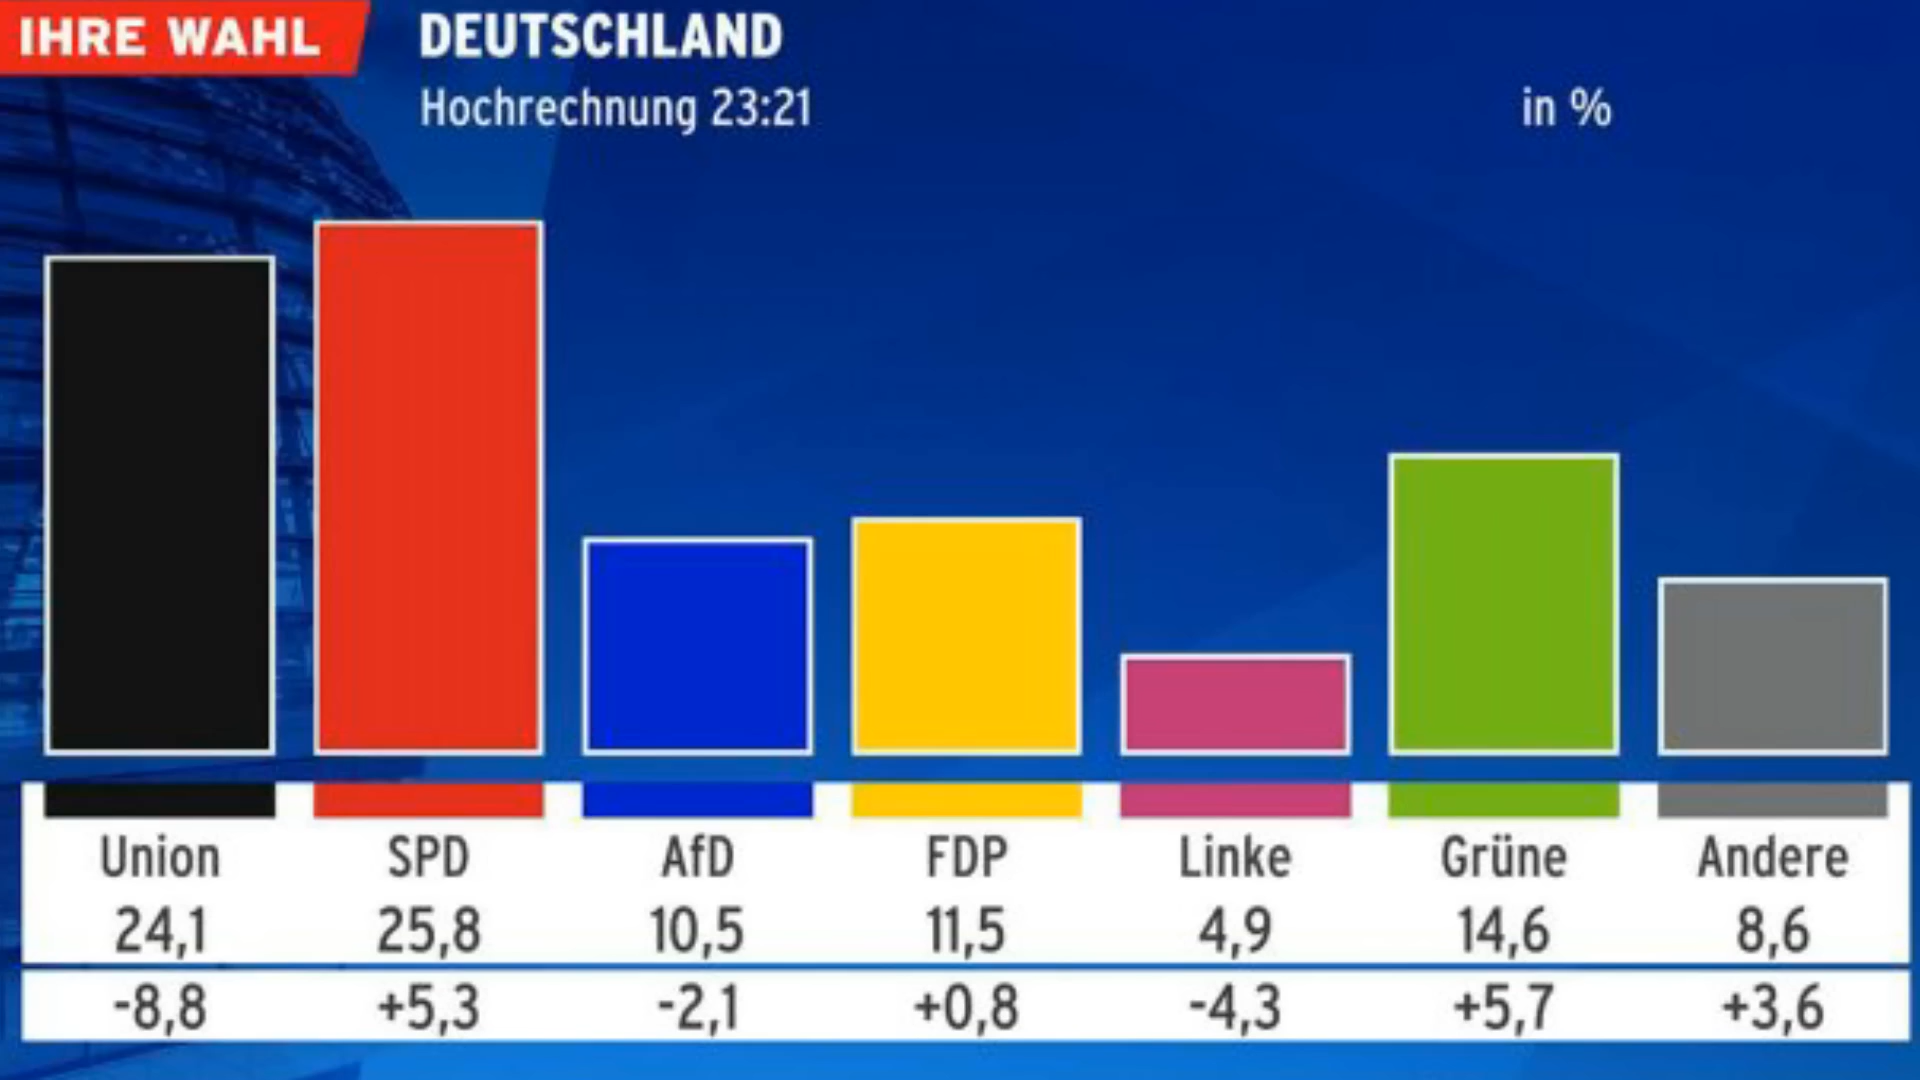 IHRE WAHL
DEUTSCHLAND
Hochrechnung 23:21
in %
Union SPD AfD FDP Linke Grüne Andere
24,1 25,8 10,5 11,5 4,9 14,6 8,6
-8,8 +5,3 -2,1 +0,8 -4,3 +5,7 +3,6